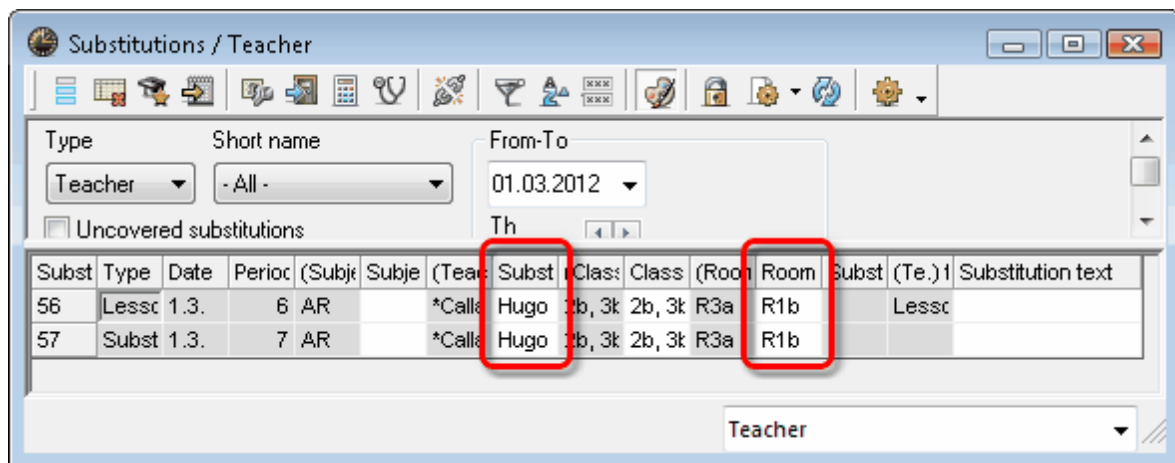 Substitutions / Teacher
Type Short name From-To
Teacher - All - 01.03.2012
Uncovered substitutions Th
Subst Type Date Perioc (Subje Subje (Teac Subst (Clas: Class (Roon Room Subst (Te.) t Substitution text
56 Lessc 1.3. 6 AR *Calla Hugo 2b, 3k 2b, 3k R3a R1b Lessc
57 Subst 1.3. 7 AR *Calla Hugo 2b, 3k 2b, 3k R3a R1b
Teacher